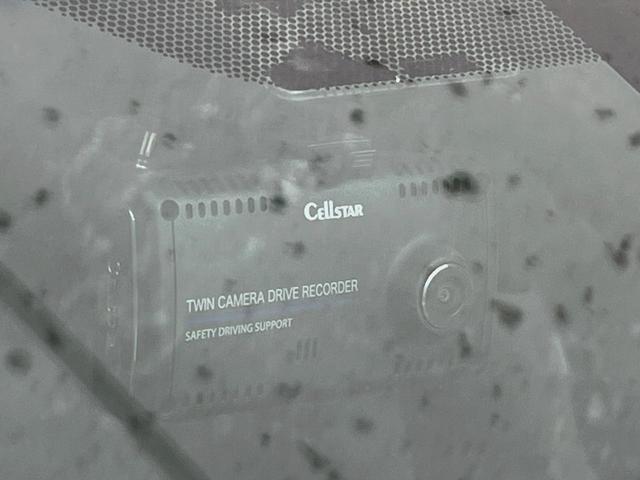 CELLSTAR
TWIN CAMERA DRIVE RECORDER
SAFETY DRIVING SUPPORT